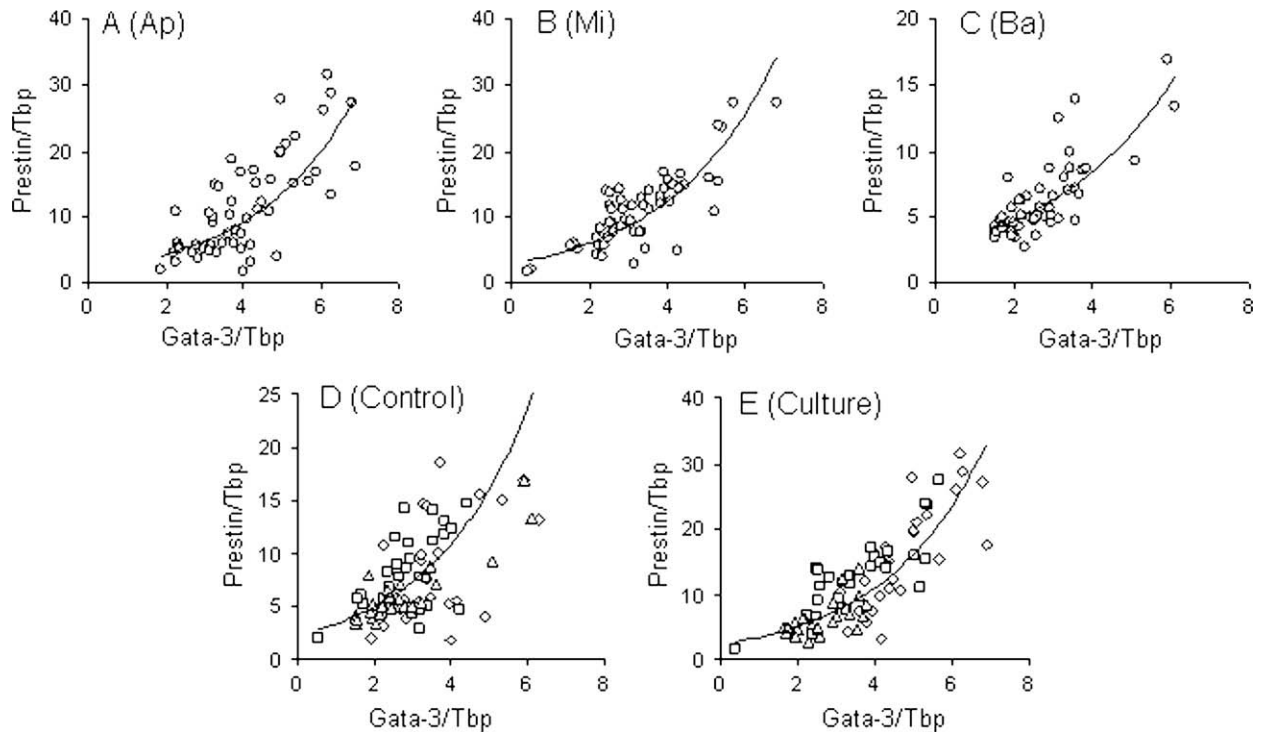 A (Ap)
40
30
20
10
0
Prestin/Tbp
0 2 4 6 8
Gata-3/Tbp
B (Mi)
40
30
20
10
0
Prestin/Tbp
0 2 4 6 8
Gata-3/Tbp
C (Ba)
20
15
10
5
0
Prestin/Tbp
0 2 4 6 8
Gata-3/Tbp
D (Control)
25
20
15
10
5
0
Prestin/Tbp
0 2 4 6 8
Gata-3/Tbp
E (Culture)
40
30
20
10
0
Prestin/Tbp
0 2 4 6 8
Gata-3/Tbp